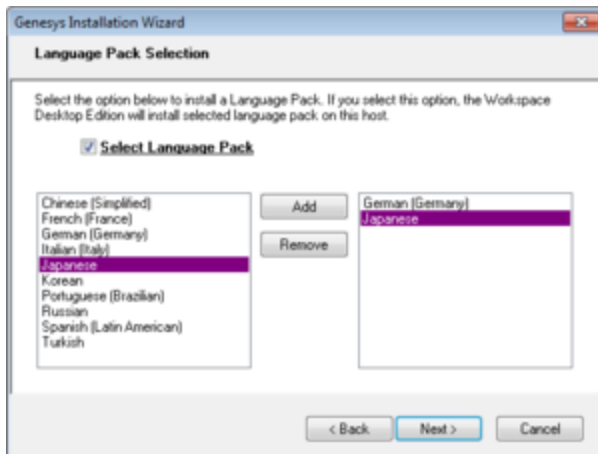 Genesys Installation Wizard
Language Pack Selection
Select the option below to install a Language Pack. If you select this option, the Workspace
Desktop Edition will install selected language pack on this host.
Select Language Pack
Chinese (Simplified)
French (France)
German (Germany)
Italian (Italy)
Japanese
Korean
Portuguese (Brazilian)
Russian
Spanish (Latin American)
Turkish
Add
Remove
German (Germany)
Japanese
< Back
Next >
Cancel